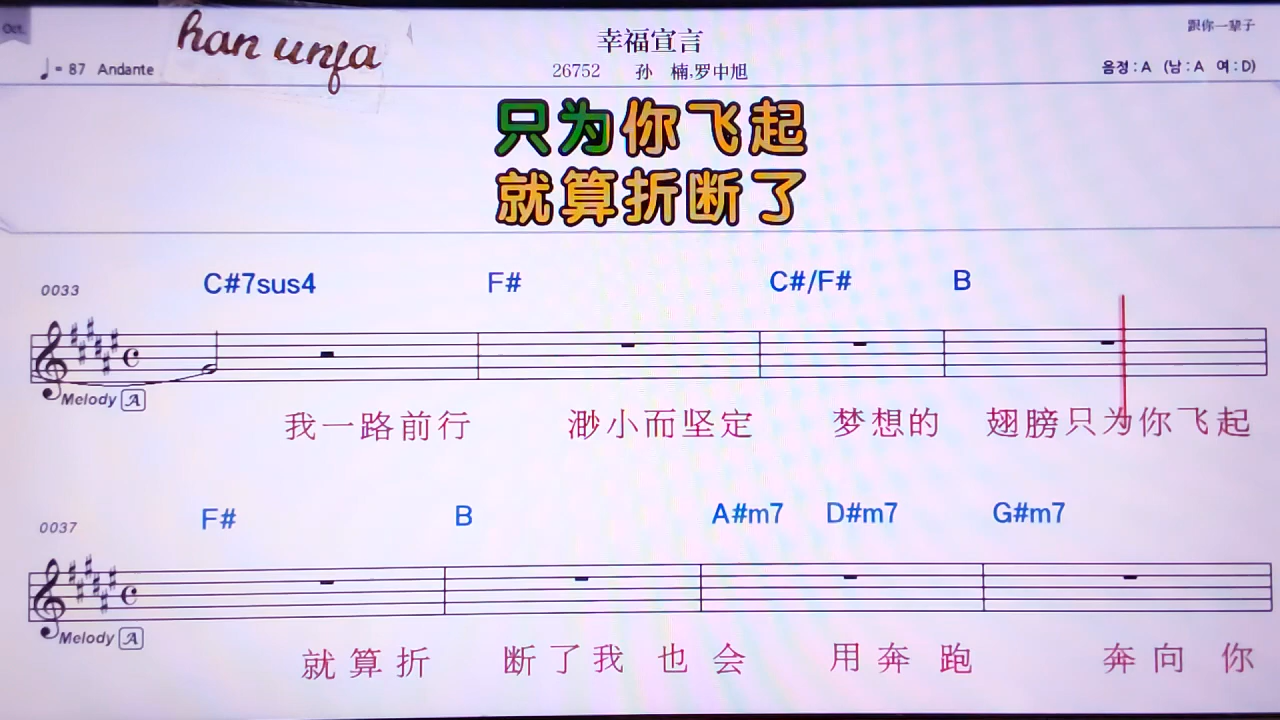 Oct.
han unfa
幸福宣言
跟你一辈子
♩= 87 Andante
26752 孙 楠,罗中旭
음정 : A (남 : A 여 : D)
只为你飞起
就算折断了
0033
C#7sus4 F# C#/F# B
Melody A
我一路前行 渺小而坚定 梦想的 翅膀只为你飞起
0037
F# B A#m7 D#m7 G#m7
Melody A
就算折 断了我 也会 用奔跑 奔向你